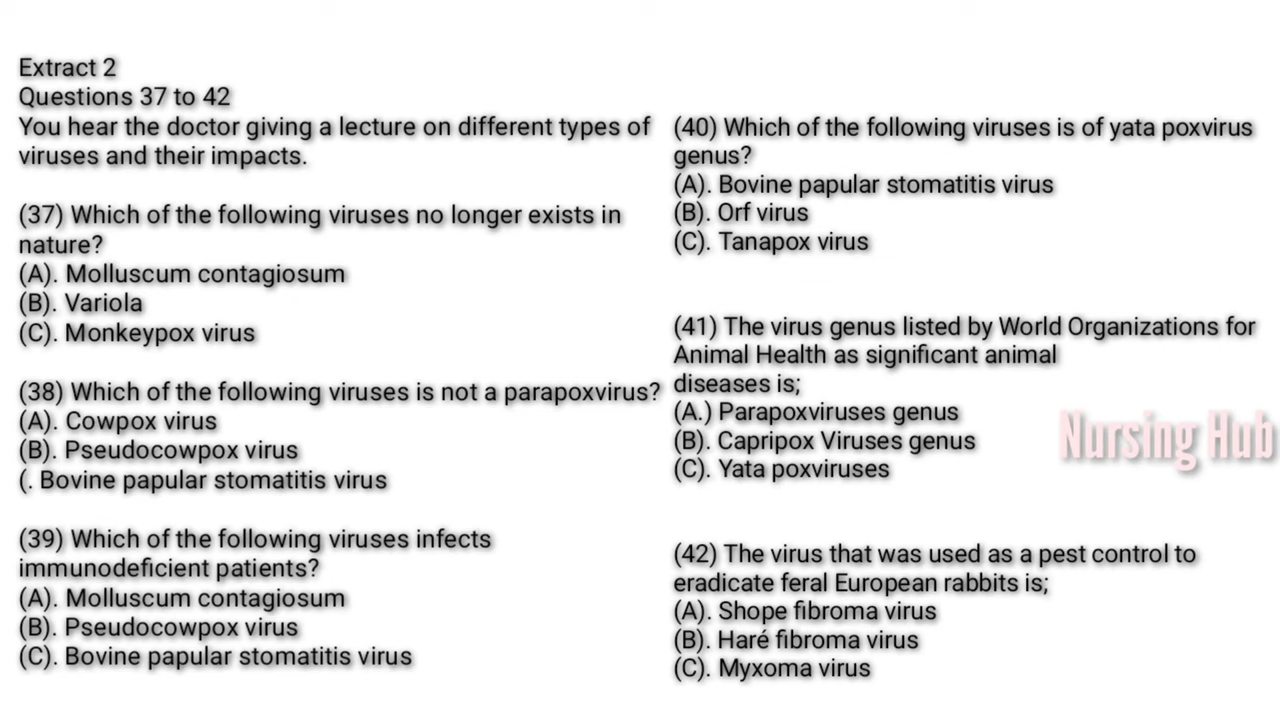 Extract 2
Questions 37 to 42
You hear the doctor giving a lecture on different types of
viruses and their impacts.
(37) Which of the following viruses no longer exists in
nature?
(A). Molluscum contagiosum
(B). Variola
(C). Monkeypox virus
(38) Which of the following viruses is not a parapoxvirus?
(A). Cowpox virus
(B). Pseudocowpox virus
(. Bovine papular stomatitis virus
(39) Which of the following viruses infects
immunodeficient patients?
(A). Molluscum contagiosum
(B). Pseudocowpox virus
(C). Bovine papular stomatitis virus
(40) Which of the following viruses is of yata poxvirus
genus?
(A). Bovine papular stomatitis virus
(B). Orf virus
(C). Tanapox virus
(41) The virus genus listed by World Organizations for
Animal Health as significant animal
diseases is;
(A.) Parapoxviruses genus
(B). Capripox Viruses genus
(C). Yata poxviruses
Nursing Hub
(42) The virus that was used as a pest control to
eradicate feral European rabbits is;
(A). Shope fibroma virus
(B). Haré fibroma virus
(C). Myxoma virus